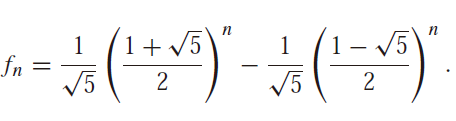 fₙ = \frac{1}{\sqrt{5}} \left( \frac{1 + \sqrt{5}}{2} \right)^n - \frac{1}{\sqrt{5}} \left( \frac{1 - \sqrt{5}}{2} \right)^n .